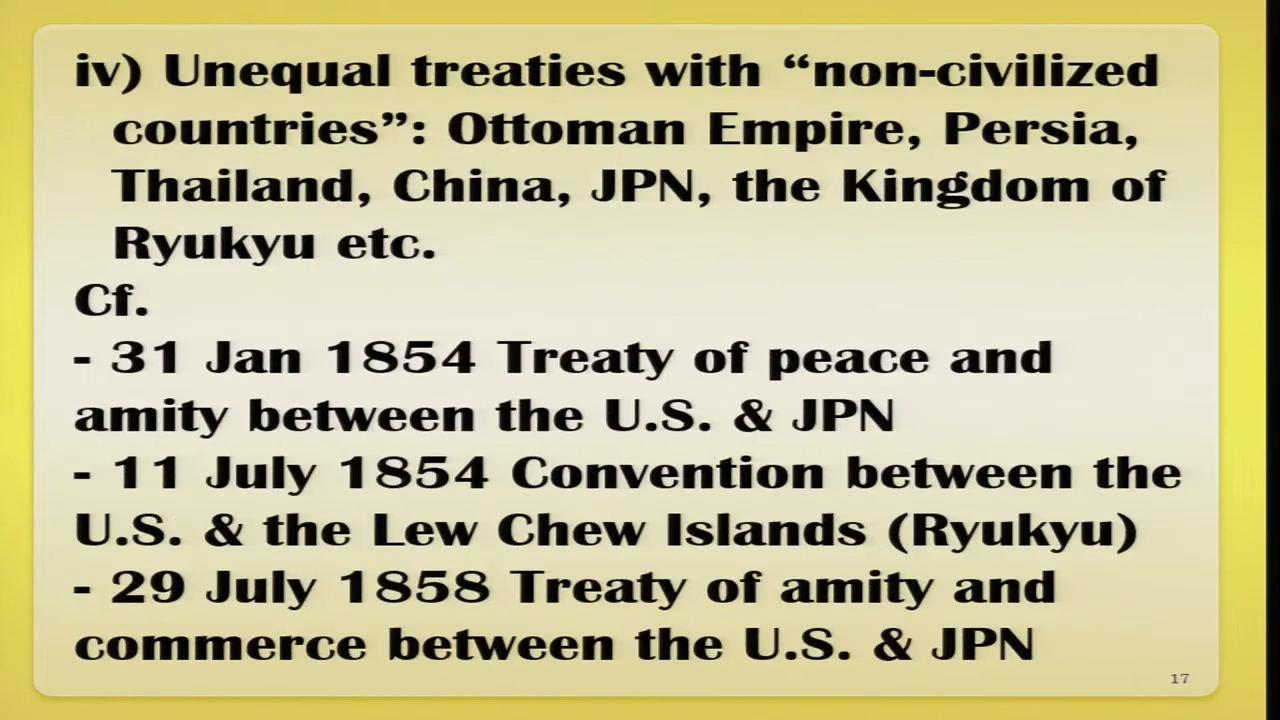 iv) Unequal treaties with “non-civilized
countries”: Ottoman Empire, Persia,
Thailand, China, JPN, the Kingdom of
Ryukyu etc.
Cf.
- 31 Jan 1854 Treaty of peace and
amity between the U.S. & JPN
- 11 July 1854 Convention between the
U.S. & the Lew Chew Islands (Ryukyu)
- 29 July 1858 Treaty of amity and
commerce between the U.S. & JPN
17